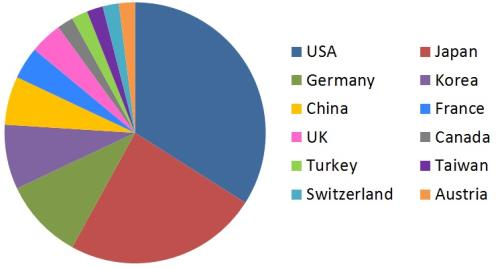 USA Japan
Germany Korea
China France
UK Canada
Turkey Taiwan
Switzerland Austria